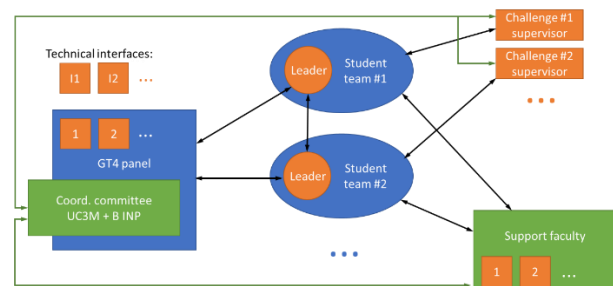 Technical interfaces:
I1 I2 ...
1 2 ...
GT4 panel
Coord. committee
UC3M + B INP
Leader
Student
team #1
Leader
Student
team #2
...
Challenge #1
supervisor
Challenge #2
supervisor
...
Support faculty
1 2 ...